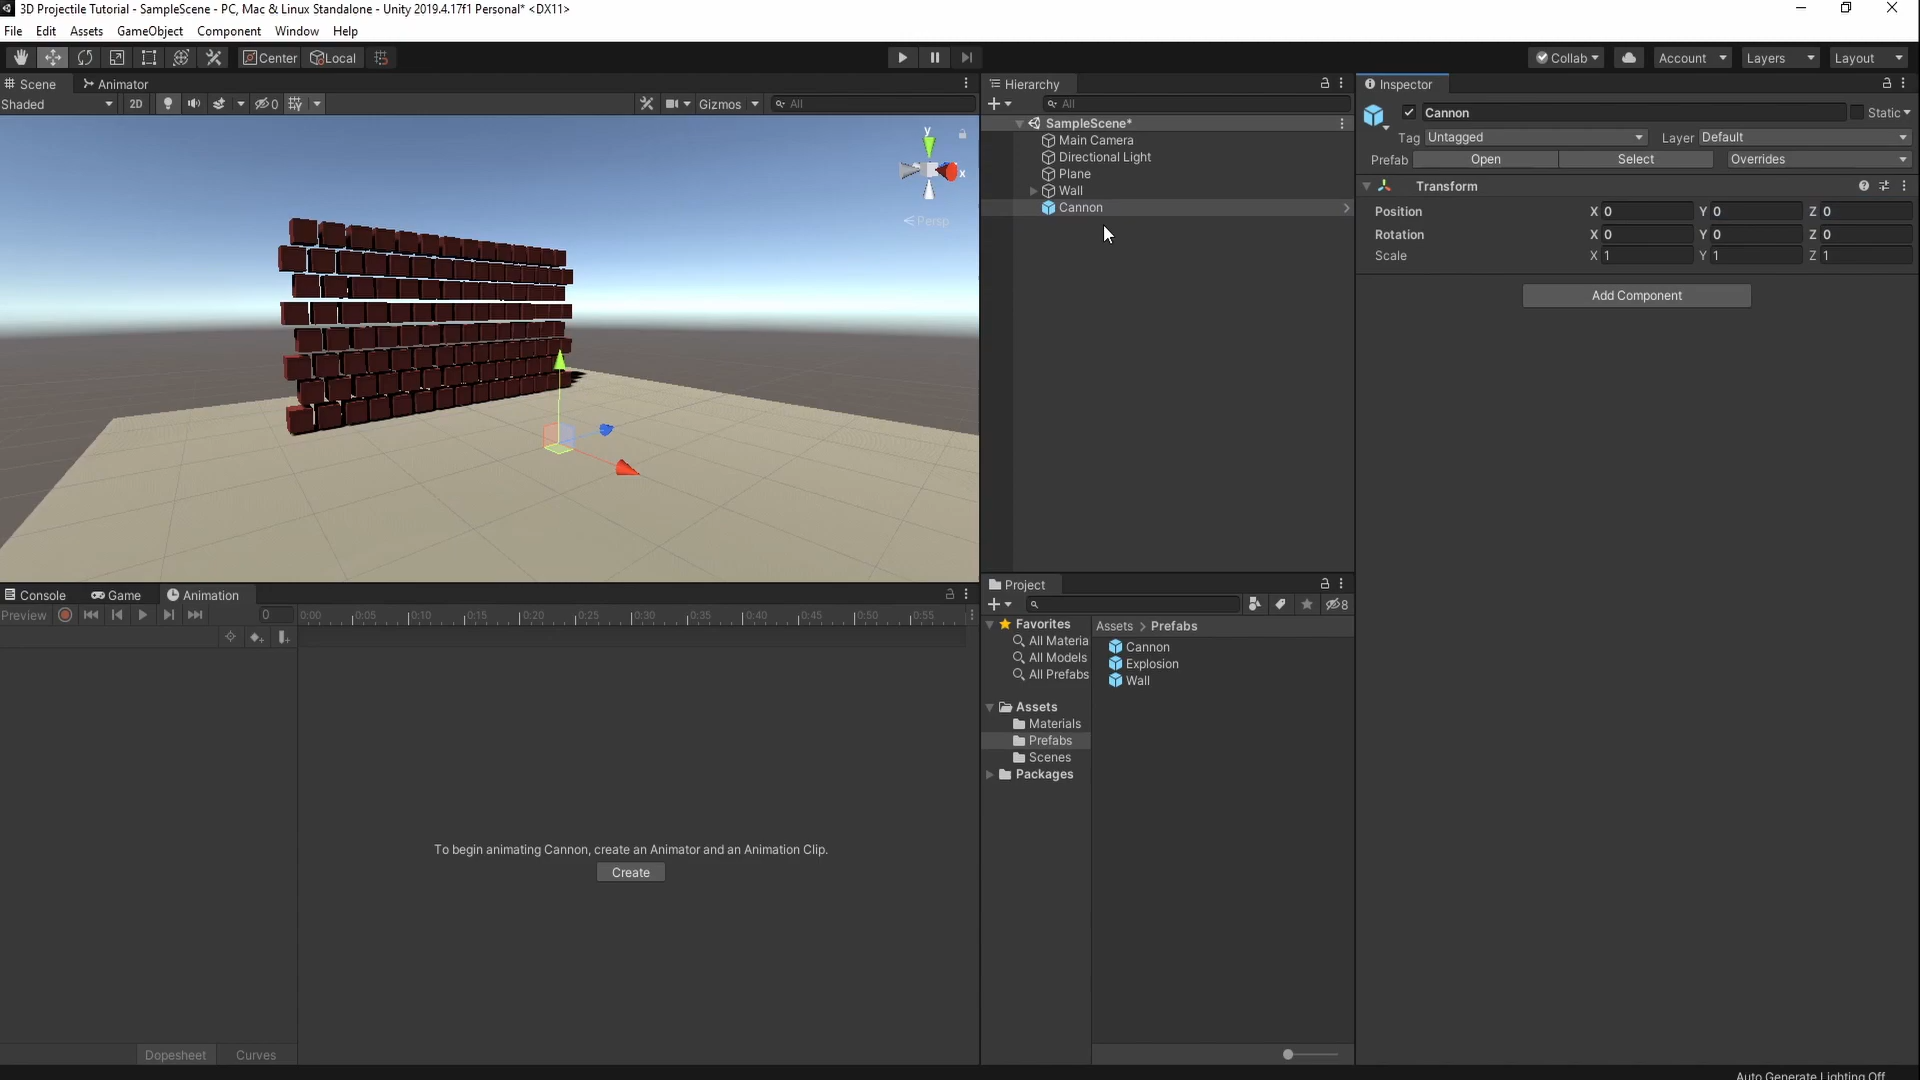 3D Projectile Tutorial - SampleScene - PC, Mac & Linux Standalone - Unity 2019.4.17f1 Personal* <DX11>
File Edit Assets GameObject Component Window Help
Center Local Collab Account Layers Layout
Scene Animator
Shaded 2D 0 Gizmos All
y
x
Persp
Hierarchy
All
SampleScene*
Main Camera
Directional Light
Plane
Wall
Cannon
Inspector
Cannon Static
Tag Untagged Layer Default
Prefab Open Select Overrides
Transform
Position X 0 Y 0 Z 0
Rotation X 0 Y 0 Z 0
Scale X 1 Y 1 Z 1
Add Component
Console Game Animation
Preview 0 0:00 0:05 0:10 0:15 0:20 0:25 0:30 0:35 0:40 0:45 0:50 0:55
To begin animating Cannon, create an Animator and an Animation Clip.
Create
Dopesheet Curves
Project
8
Favorites
All Materia
All Models
All Prefabs
Assets
Materials
Prefabs
Scenes
Packages
Assets > Prefabs
Cannon
Explosion
Wall
Auto Generate Lighting Off